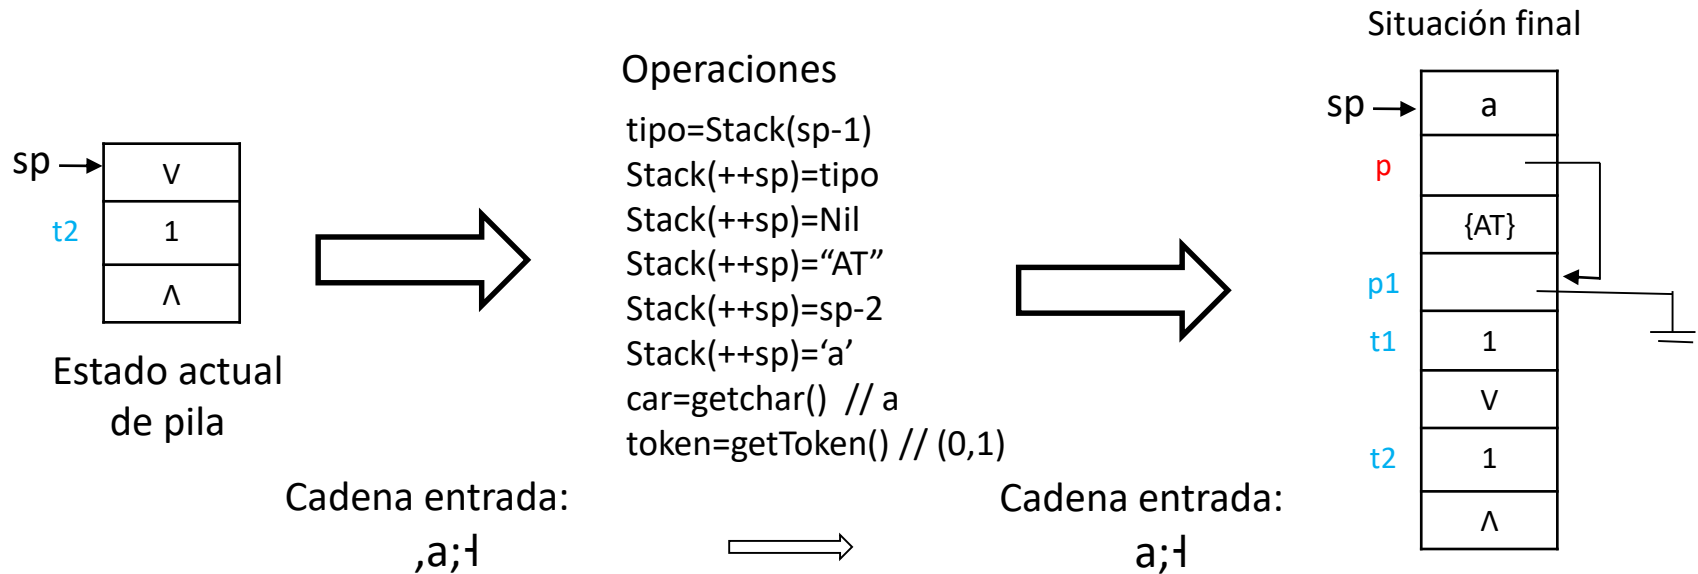 sp
V
t2
1
Λ
Estado actual
de pila
Operaciones
tipo=Stack(sp-1)
Stack(++sp)=tipo
Stack(++sp)=Nil
Stack(++sp)=“AT”
Stack(++sp)=sp-2
Stack(++sp)=‘a’
car=getchar() // a
token=getToken() // (0,1)
Cadena entrada:
,a;┤
Cadena entrada:
a;┤
Situación final
sp
a
p
{AT}
p1
t1
1
V
t2
1
Λ